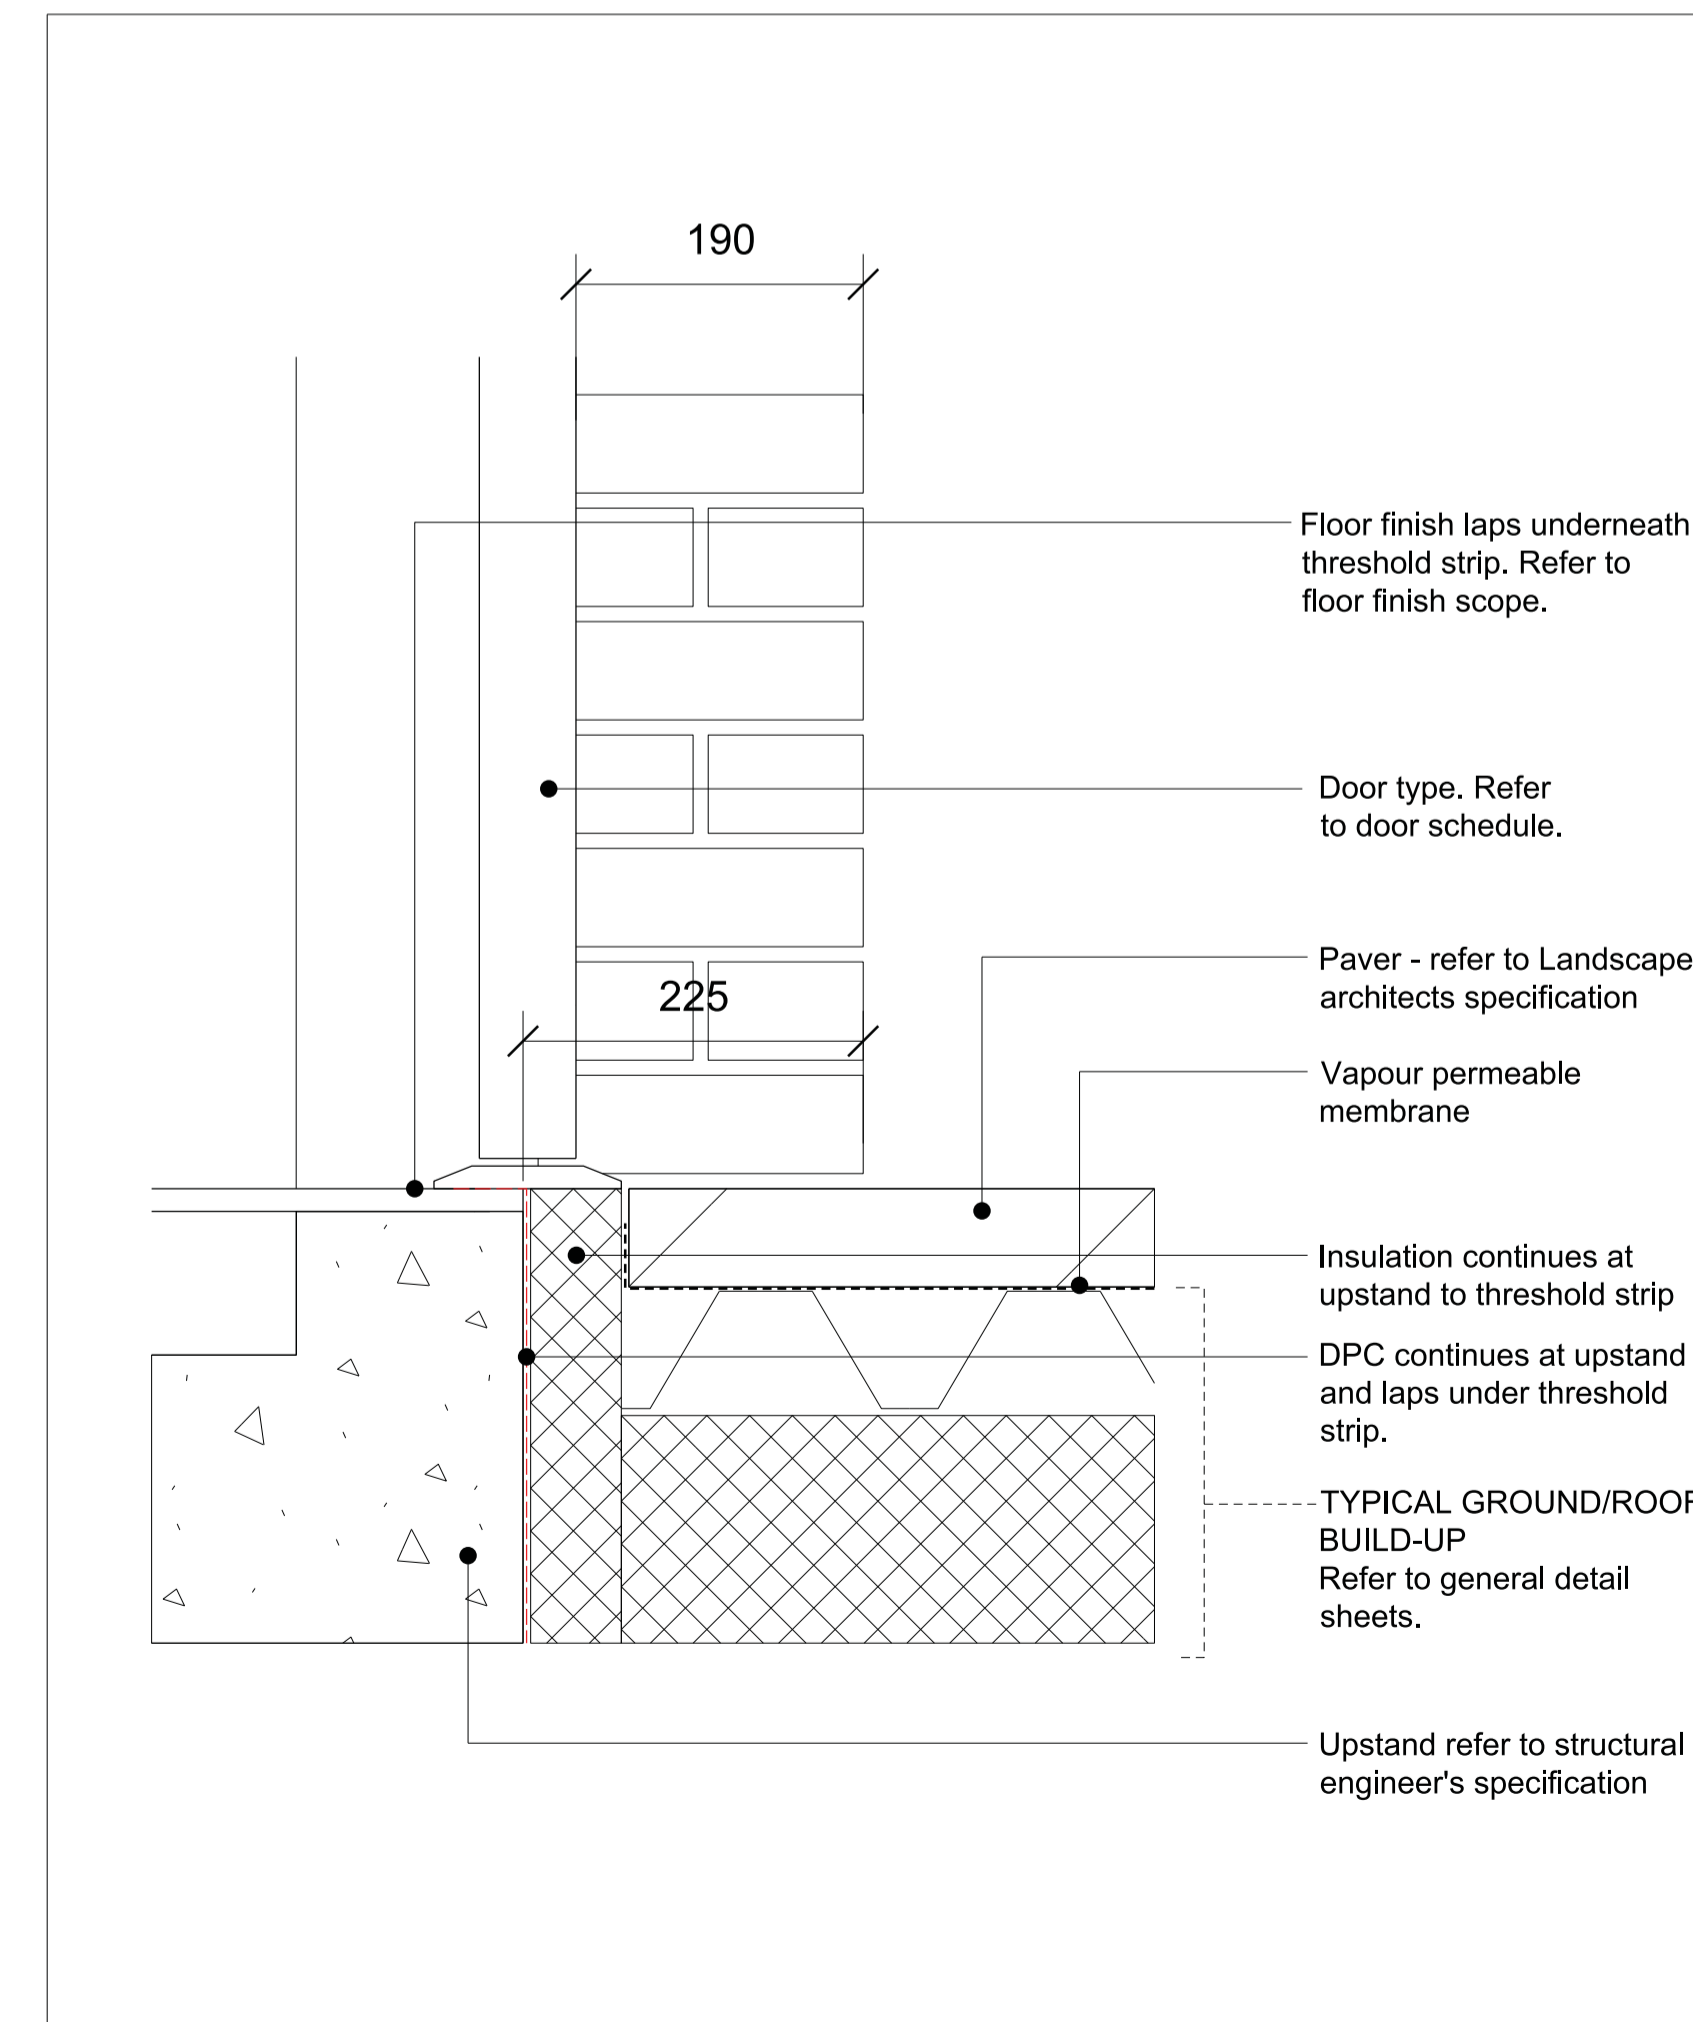 190
Floor finish laps underneath
threshold strip. Refer to
floor finish scope.
Door type. Refer
to door schedule.
Paver - refer to Landscape
architects specification
225
Vapour permeable
membrane
Insulation continues at
upstand to threshold strip
DPC continues at upstand
and laps under threshold
strip.
TYPICAL GROUND/ROOF
BUILD-UP
Refer to general detail
sheets.
Upstand refer to structural
engineer's specification